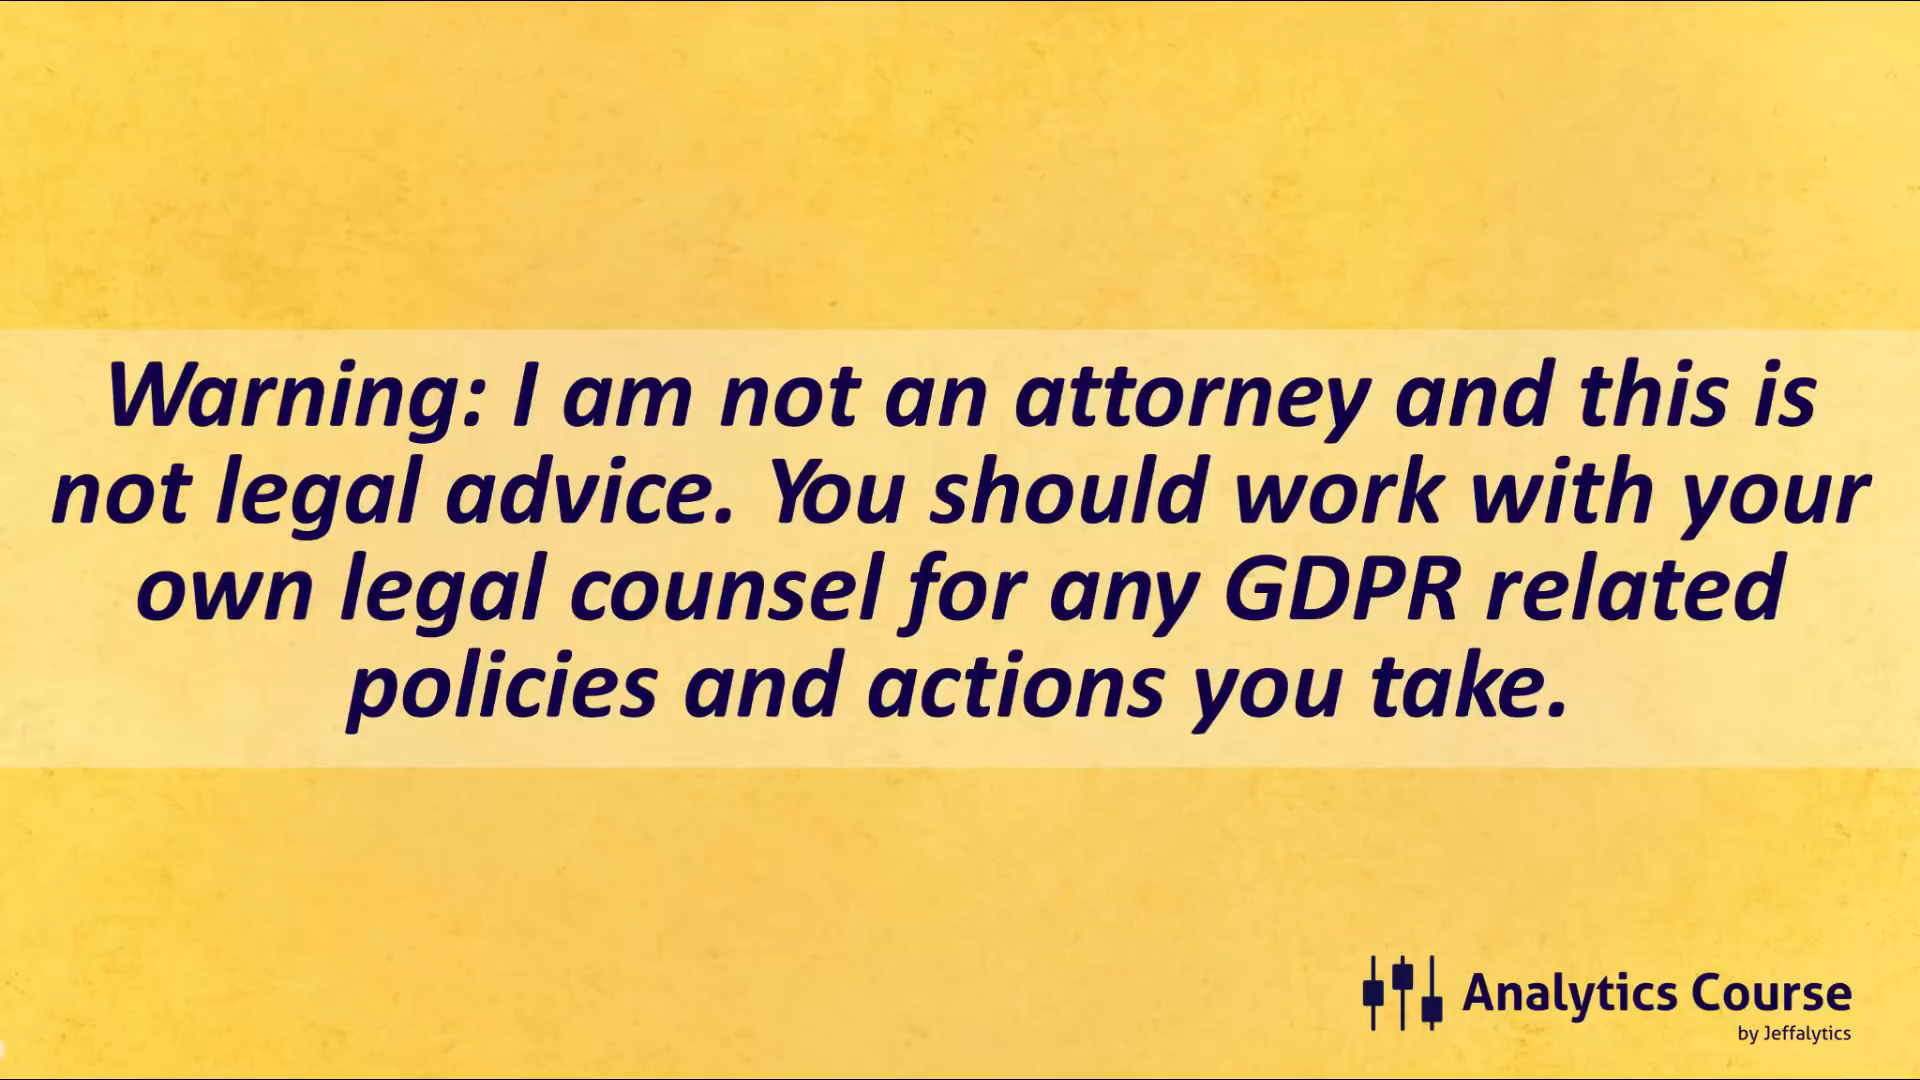 Warning: I am not an attorney and this is
not legal advice. You should work with your
own legal counsel for any GDPR related
policies and actions you take.
Analytics Course
by Jeffalytics